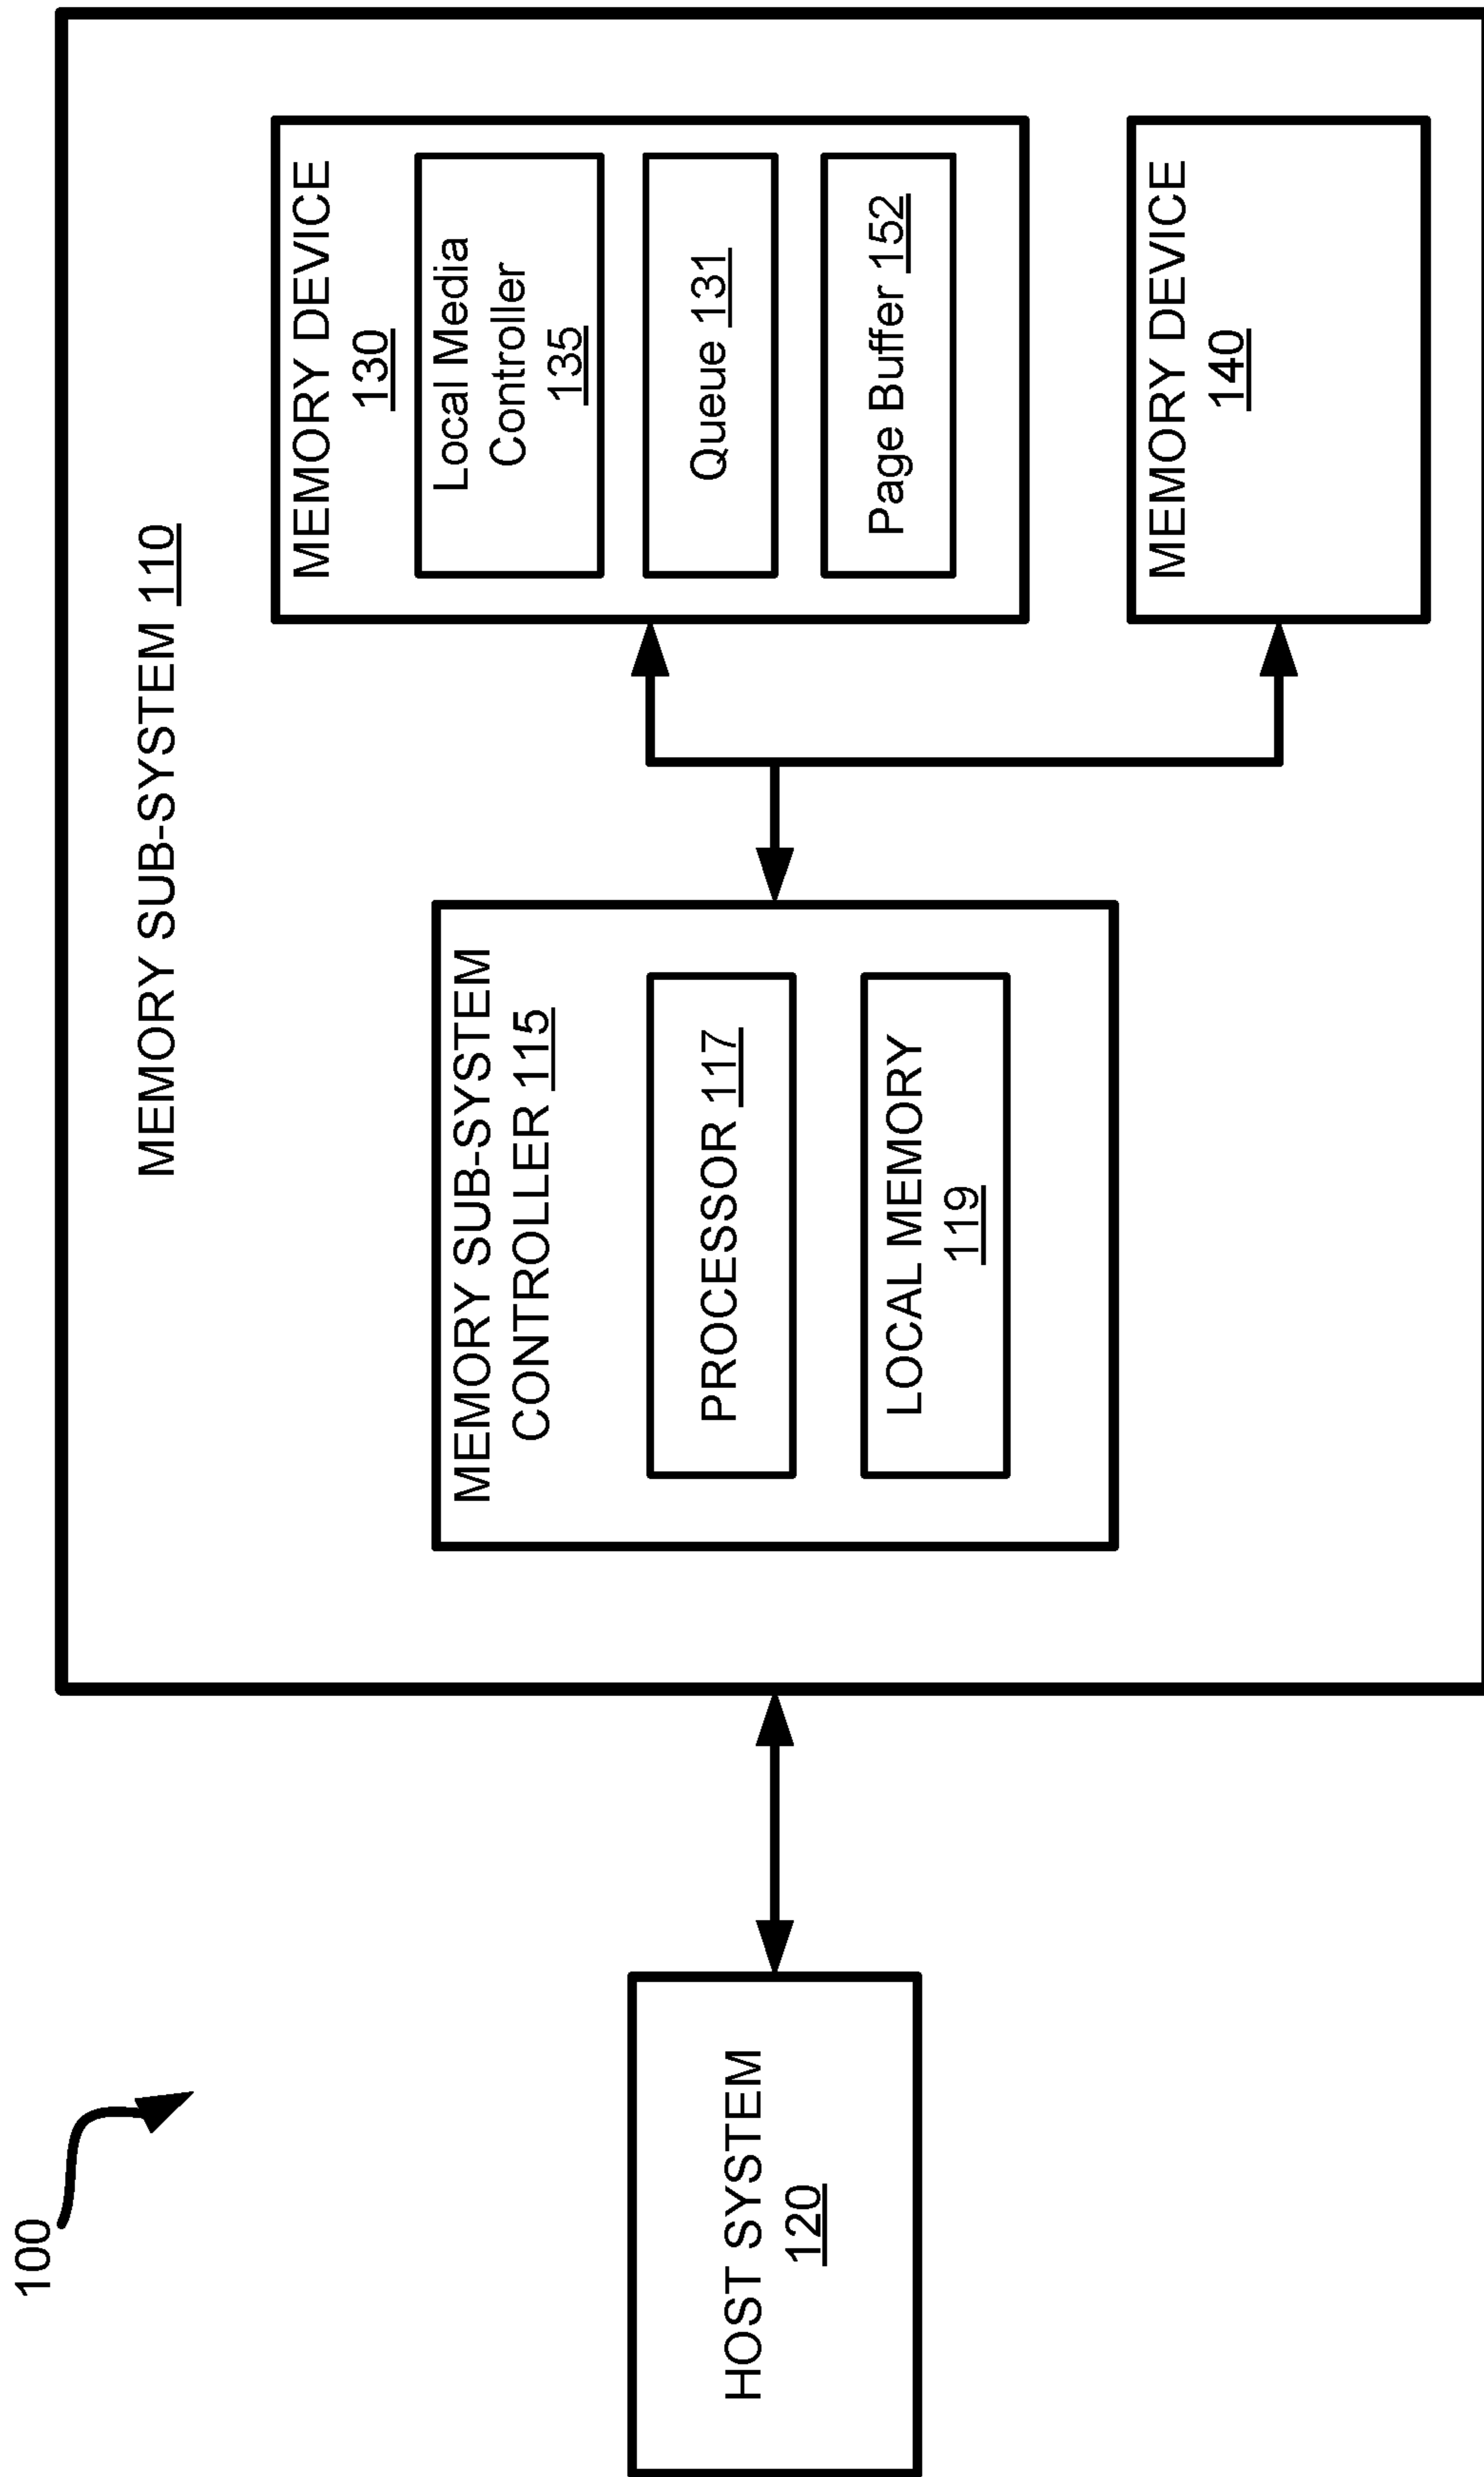 100
HOST SYSTEM
120
MEMORY SUB-SYSTEM 110
MEMORY SUB-SYSTEM
CONTROLLER 115
PROCESSOR 117
LOCAL MEMORY
119
MEMORY DEVICE
130
Local Media
Controller
135
Queue 131
Page Buffer 152
MEMORY DEVICE
140